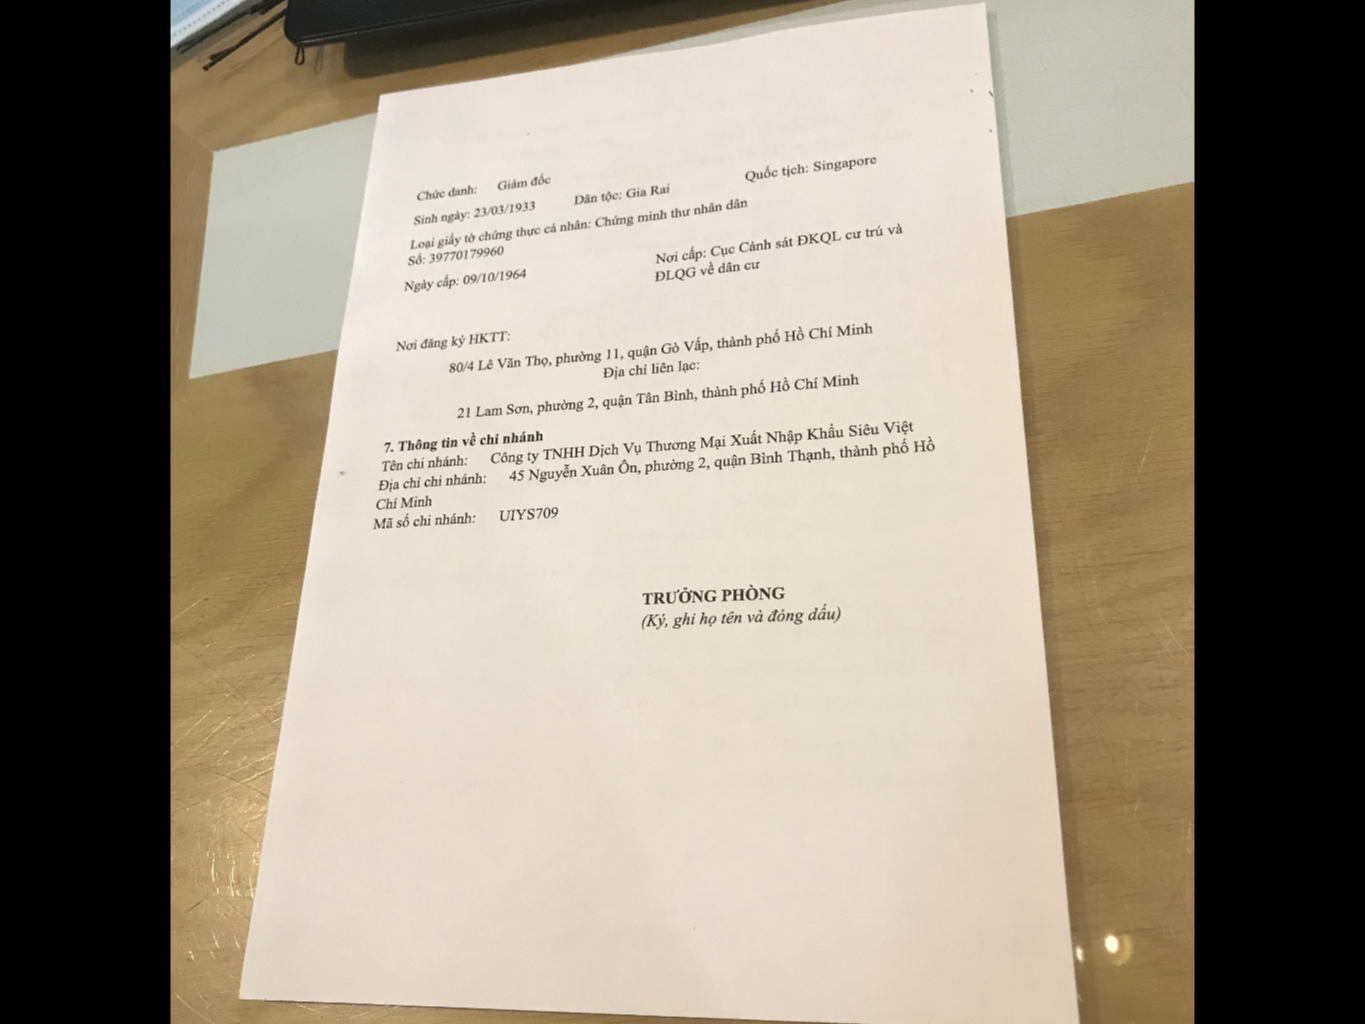 Chức danh: Giám đốc
Sinh ngày: 23/03/1933 Dân tộc: Gia Rai Quốc tịch: Singapore
Loại giấy tờ chứng thực cá nhân: Chứng minh thư nhân dân
Số: 39770179960
Ngày cấp: 09/10/1964 Nơi cấp: Cục Cảnh sát ĐKQL cư trú và
ĐLQG về dân cư
Nơi đăng ký HKTT:
80/4 Lê Văn Thọ, phường 11, quận Gò Vấp, thành phố Hồ Chí Minh
Địa chỉ liên lạc:
21 Lam Sơn, phường 2, quận Tân Bình, thành phố Hồ Chí Minh
7. Thông tin về chi nhánh
Tên chi nhánh: Công ty TNHH Dịch Vụ Thương Mại Xuất Nhập Khẩu Siêu Việt
Địa chỉ chi nhánh: 45 Nguyễn Xuân Ôn, phường 2, quận Bình Thạnh, thành phố Hồ
Chí Minh
Mã số chi nhánh: UIYS709
TRƯỞNG PHÒNG
(Ký, ghi họ tên và đóng dấu)